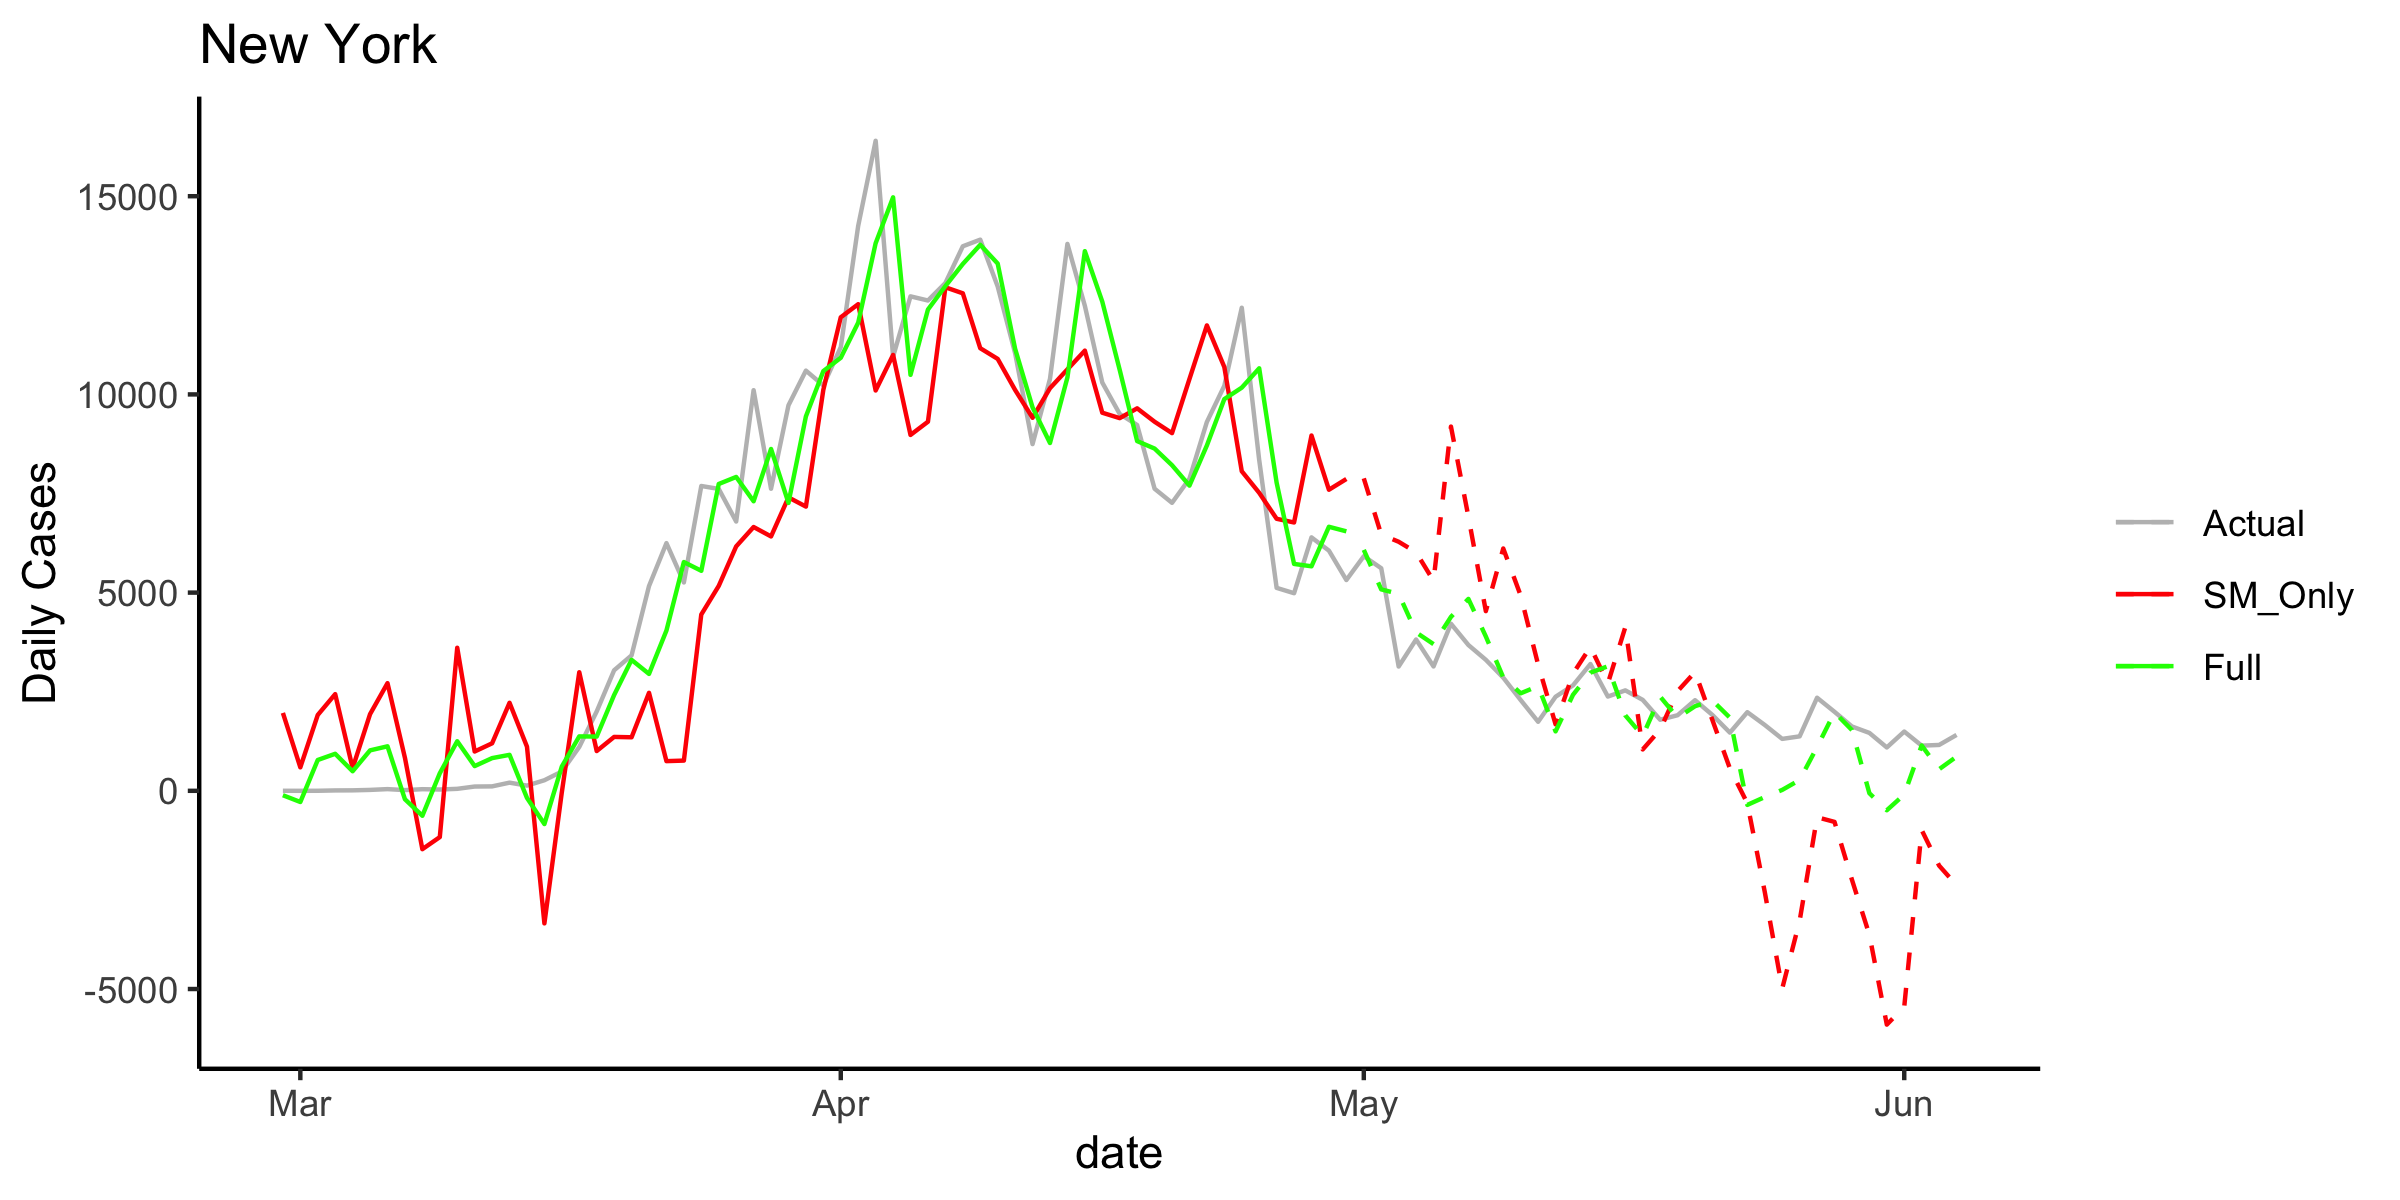 New York
Daily Cases
15000
10000
5000
0
-5000
Mar
Apr
May
Jun
date
Actual
SM_Only
Full